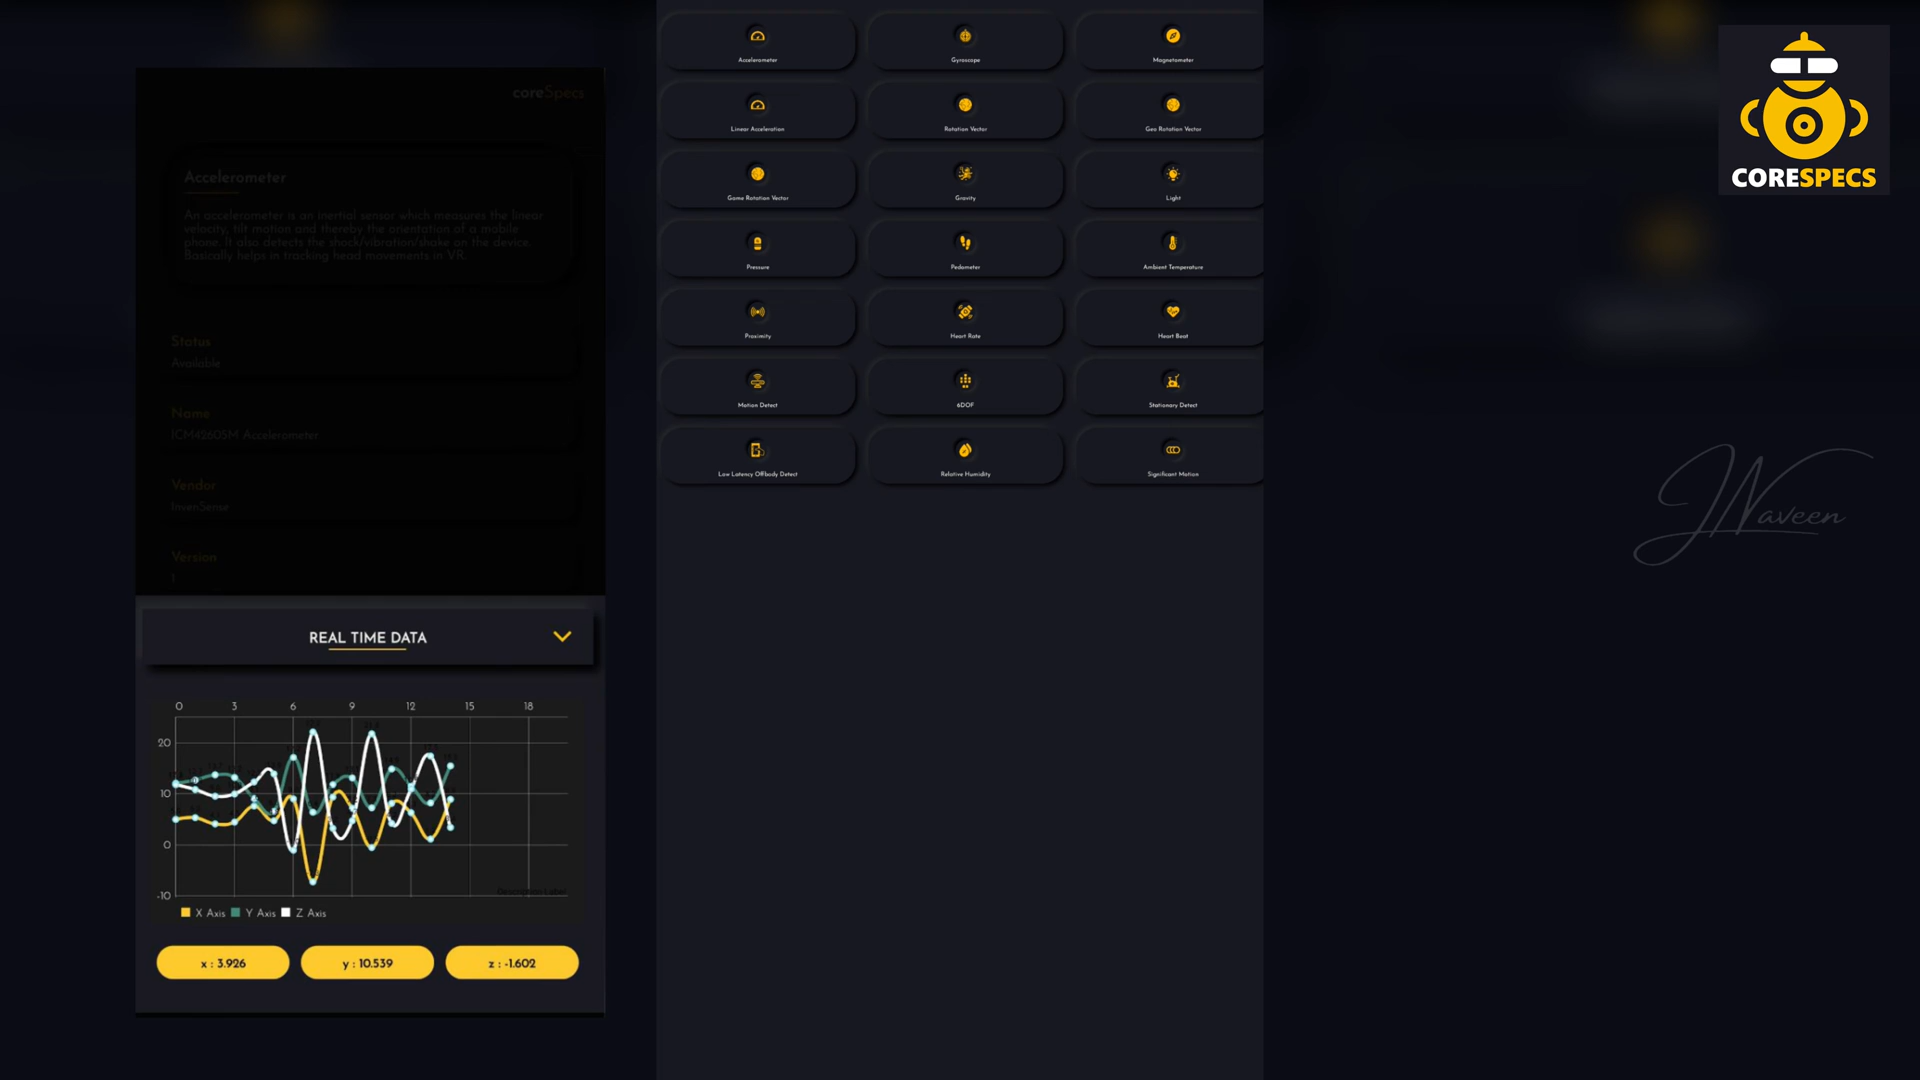 coreSpecs
Accelerometer
An accelerometer is an inertial sensor which measures the linear
velocity, tilt motion and thereby the orientation of a mobile
phone. It also detects the shock/vibration/shake on the device.
Basically helps in tracking head movements in VR.
Status
Available
Name
ICM42605M Accelerometer
Vendor
InvenSense
Version
1
REAL TIME DATA
0 3 6 9 12 15 18
20
10
0
-10
Description Label
X Axis Y Axis Z Axis
x : 3.926 y : 10.539 z : -1.602
Accelerometer Gyroscope Magnetometer
Linear Acceleration Rotation Vector Geo Rotation Vector
Game Rotation Vector Gravity Light
Pressure Pedometer Ambient Temperature
Proximity Heart Rate Heart Beat
Motion Detect 6DOF Stationary Detect
Low Latency Offbody Detect Relative Humidity Significant Motion
CORESPECS
JNaveen